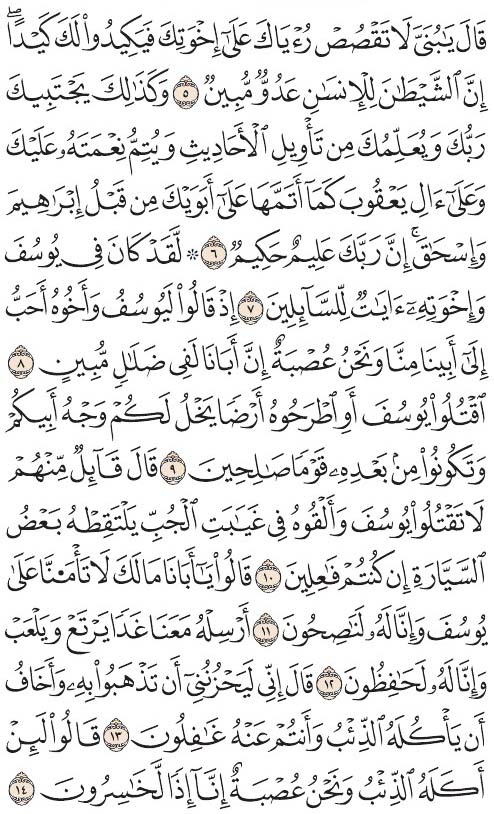 قَالَ يَٰبُنَيَّ لَا تَقۡصُصۡ رُءۡيَاكَ عَلَىٰٓ إِخۡوَتِكَ فَيَكِيدُواْ لَكَ كَيۡدًاۖ
إِنَّ ٱلشَّيۡطَٰنَ لِلۡإِنسَٰنِ عَدُوّٞ مُّبِينٞ ٥ وَكَذَٰلِكَ يَجۡتَبِيكَ
رَبُّكَ وَيُعَلِّمُكَ مِن تَأۡوِيلِ ٱلۡأَحَادِيثِ وَيُتِمُّ نِعۡمَتَهُۥ عَلَيۡكَ
وَعَلَىٰٓ ءَالِ يَعۡقُوبَ كَمَآ أَتَمَّهَا عَلَىٰٓ أَبَوَيۡكَ مِن قَبۡلُ إِبۡرَٰهِيمَ
وَإِسۡحَٰقَۚ إِنَّ رَبَّكَ عَلِيمٌ حَكِيمٞ ٦ ۞ لَّقَدۡ كَانَ فِي يُوسُفَ
وَإِخۡوَتِهِۦٓ ءَايَٰتٞ لِّلسَّآئِلِينَ ٧ إِذۡ قَالُواْ لَيُوسُفُ وَأَخُوهُ أَحَبُّ
إِلَىٰٓ أَبِينَا مِنَّا وَنَحۡنُ عُصۡبَةٌ إِنَّ أَبَانَا لَفِي ضَلَٰلٖ مُّبِينٍ ٨
ٱقۡتُلُواْ يُوسُفَ أَوِ ٱطۡرَحُوهُ أَرۡضٗا يَخۡلُ لَكُمۡ وَجۡهُ أَبِيكُمۡ
وَتَكُونُواْ مِنۢ بَعۡدِهِۦ قَوۡمٗا صَٰلِحِينَ ٩ قَالَ قَآئِلٞ مِّنۡهُمۡ
لَا تَقۡتُلُواْ يُوسُفَ وَأَلۡقُوهُ فِي غَيَٰبَتِ ٱلۡجُبِّ يَلۡتَقِطۡهُ بَعۡضُ
ٱلسَّيَّارَةِ إِن كُنتُمۡ فَٰعِلِينَ ١٠ قَالُواْ يَٰٓأَبَانَا مَالَكَ لَا تَأۡمَ۬نَّا عَلَىٰ
يُوسُفَ وَإِنَّا لَهُۥ لَنَٰصِحُونَ ١١ أَرۡسِلۡهُ مَعَنَا غَدٗا يَرۡتَعۡ وَيَلۡعَبۡ
وَإِنَّا لَهُۥ لَحَٰفِظُونَ ١٢ قَالَ إِنِّي لَيَحۡزُنُنِيٓ أَن تَذۡهَبُواْ بِهِۦ وَأَخَافُ
أَن يَأۡكُلَهُ ٱلذِّئۡبُ وَأَنتُمۡ عَنۡهُ غَٰفِلُونَ ١٣ قَالُواْ لَئِنۡ
أَكَلَهُ ٱلذِّئۡبُ وَنَحۡنُ عُصۡبَةٌ إِنَّآ إِذٗا لَّخَٰسِرُونَ ١٤